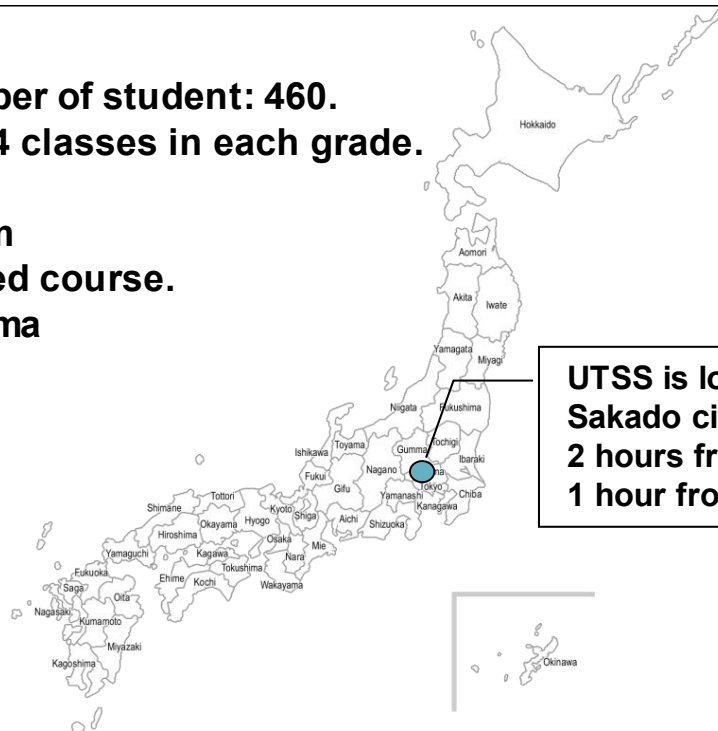 ber of student: 460.
4 classes in each grade.
ed course.
ma
UTSS is lo
Sakado ci
2 hours fr
1 hour fro
Hokkaido
Aomori
Akita
Iwate
Yamagata
Miyagi
Niigata
Fukushima
Ishikawa
Toyama
Gumma
Tochigi
Ibaraki
Fukui
Nagano
Gifu
Tokyo
Yamanashi
Chiba
Kanagawa
Shizuoka
Aichi
Tottori
Shimane
Kyoto
Shiga
Okayama
Hyogo
Hiroshima
Osaka
Mie
Yamaguchi
Kagawa
Nara
Tokushima
Ehime
Kochi
Wakayama
Fukuoka
Saga
Oita
Nagasaki
Kumamoto
Miyazaki
Kagoshima
Okinawa